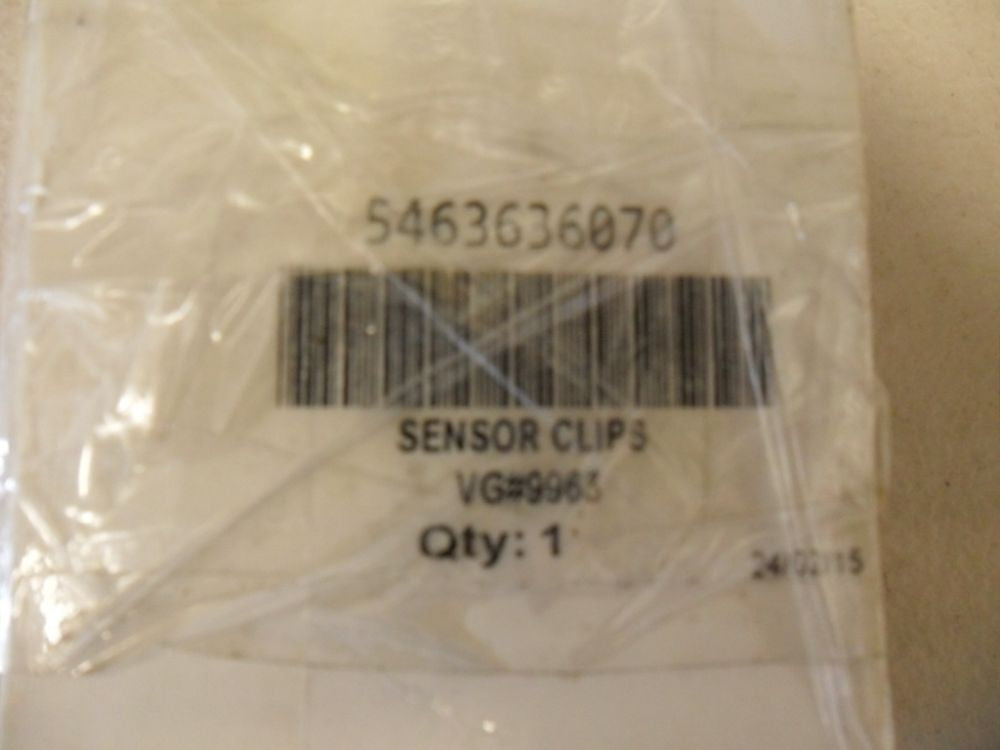 5463636070
SENSOR CLIPS
VG#9963
Qty: 1
24/02/15